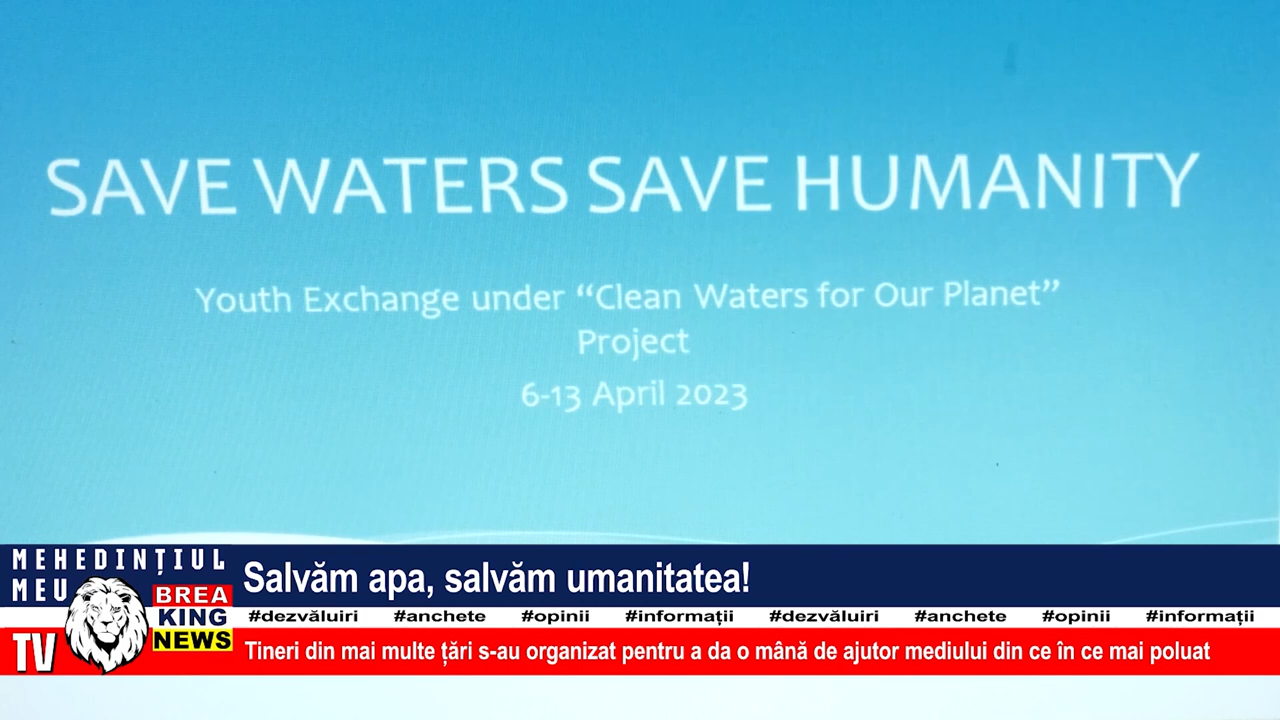 SAVE WATERS SAVE HUMANITY
Youth Exchange under “Clean Waters for Our Planet”
Project
6-13 April 2023
MEHEDINȚIUL
MEU
TV
BREA
KING
NEWS
Salvăm apa, salvăm umanitatea!
#dezvăluiri #anchete #opinii #informații #dezvăluiri #anchete #opinii #informații
Tineri din mai multe țări s-au organizat pentru a da o mână de ajutor mediului din ce în ce mai poluat